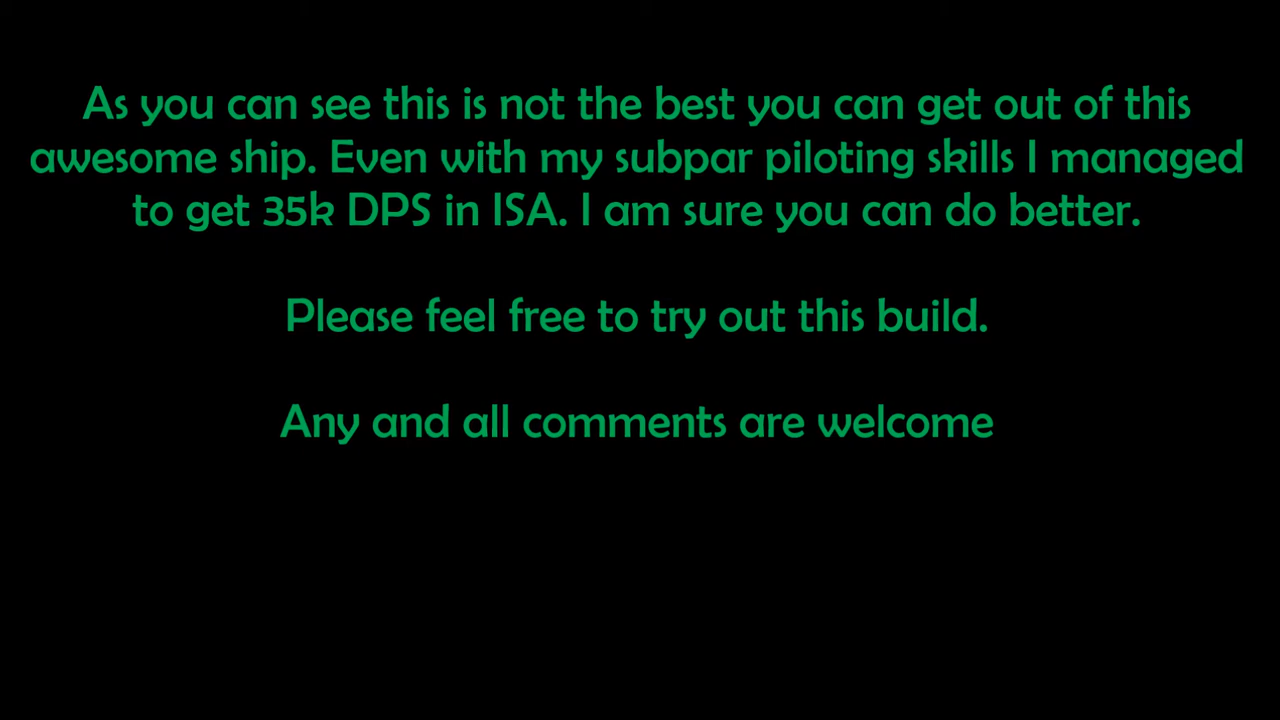 As you can see this is not the best you can get out of this
awesome ship. Even with my subpar piloting skills I managed
to get 35k DPS in ISA. I am sure you can do better.
Please feel free to try out this build.
Any and all comments are welcome